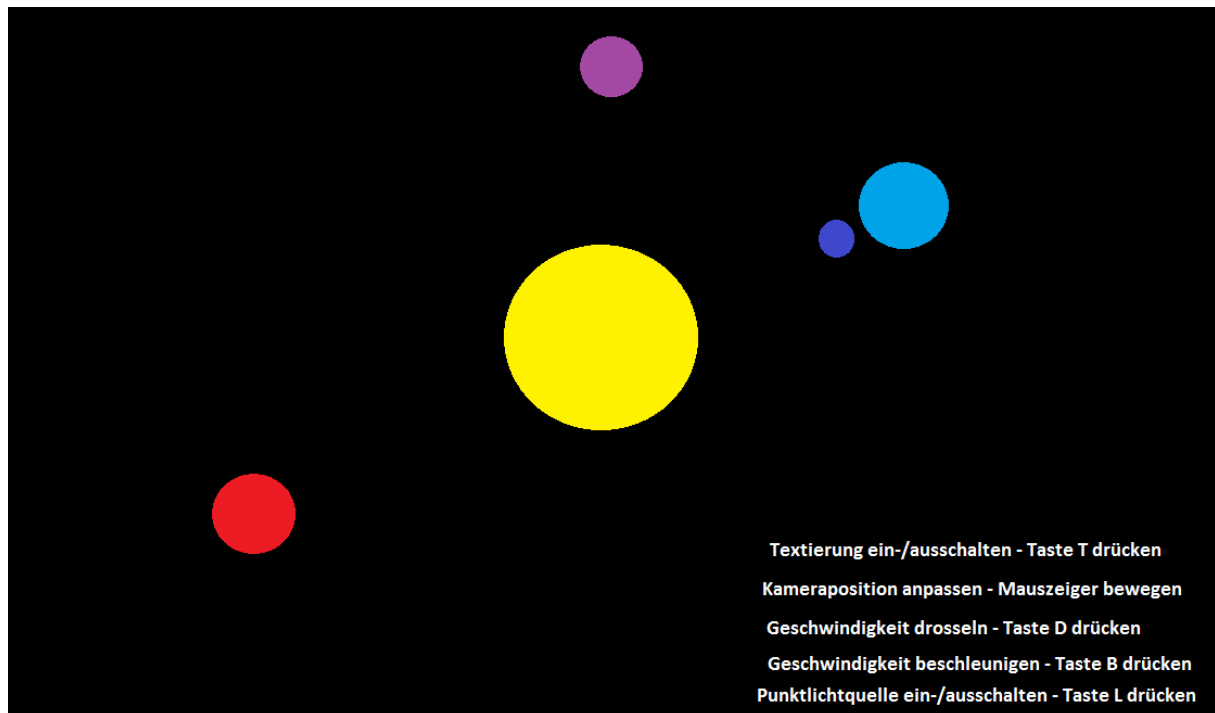 Textierung ein-/ausschalten - Taste T drücken
Kameraposition anpassen - Mauszeiger bewegen
Geschwindigkeit drosseln - Taste D drücken
Geschwindigkeit beschleunigen - Taste B drücken
Punktlichtquelle ein-/ausschalten - Taste L drücken